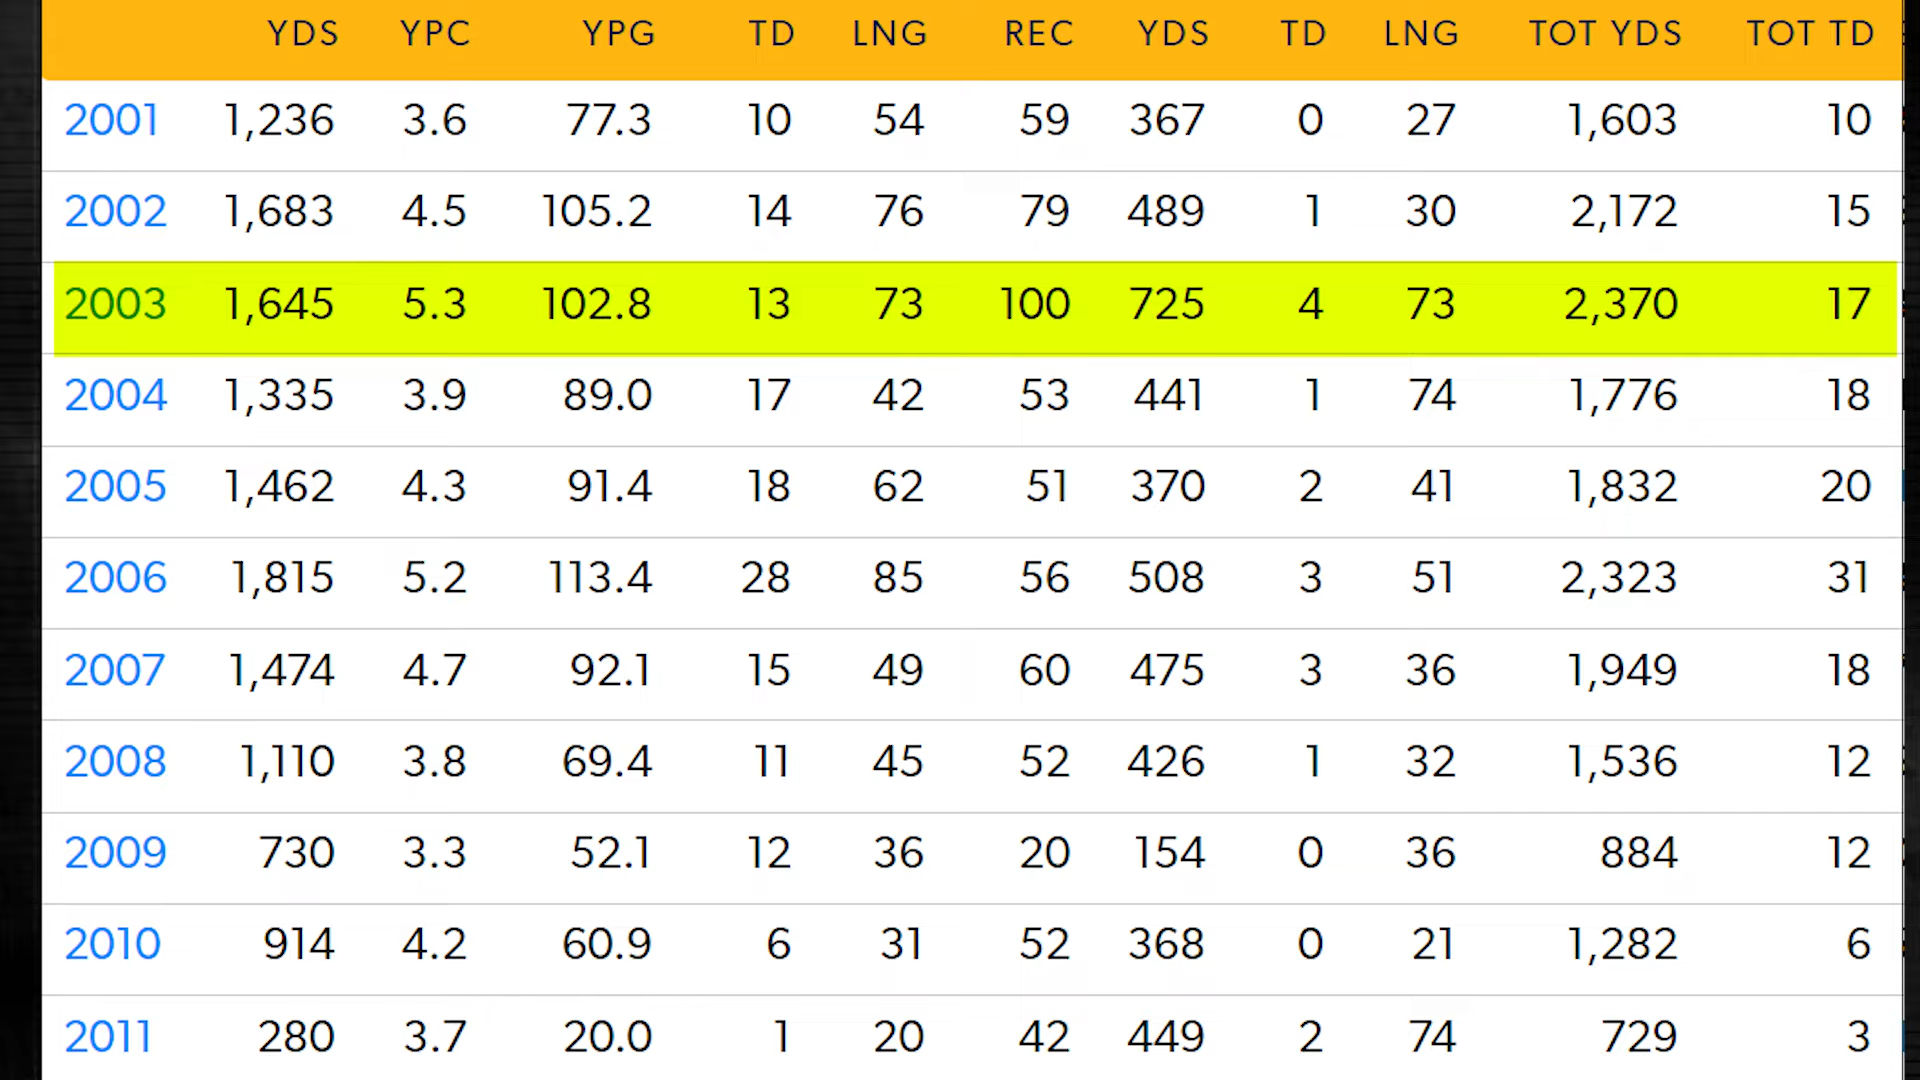 YDS YPC YPG TD LNG REC YDS TD LNG TOT YDS TOT TD
2001 1,236 3.6 77.3 10 54 59 367 0 27 1,603 10
2002 1,683 4.5 105.2 14 76 79 489 1 30 2,172 15
2003 1,645 5.3 102.8 13 73 100 725 4 73 2,370 17
2004 1,335 3.9 89.0 17 42 53 441 1 74 1,776 18
2005 1,462 4.3 91.4 18 62 51 370 2 41 1,832 20
2006 1,815 5.2 113.4 28 85 56 508 3 51 2,323 31
2007 1,474 4.7 92.1 15 49 60 475 3 36 1,949 18
2008 1,110 3.8 69.4 11 45 52 426 1 32 1,536 12
2009 730 3.3 52.1 12 36 20 154 0 36 884 12
2010 914 4.2 60.9 6 31 52 368 0 21 1,282 6
2011 280 3.7 20.0 1 20 42 449 2 74 729 3